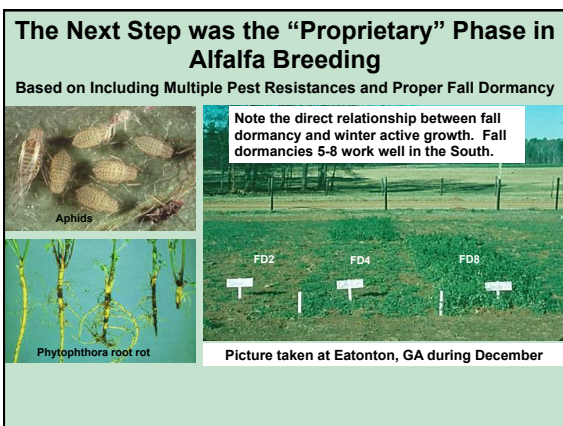 The Next Step was the “Proprietary” Phase in
Alfalfa Breeding
Based on Including Multiple Pest Resistances and Proper Fall Dormancy
Aphids
Note the direct relationship between fall
dormancy and winter active growth. Fall
dormancies 5-8 work well in the South.
FD2
FD4
FD8
Phytophthora root rot
Picture taken at Eatonton, GA during December